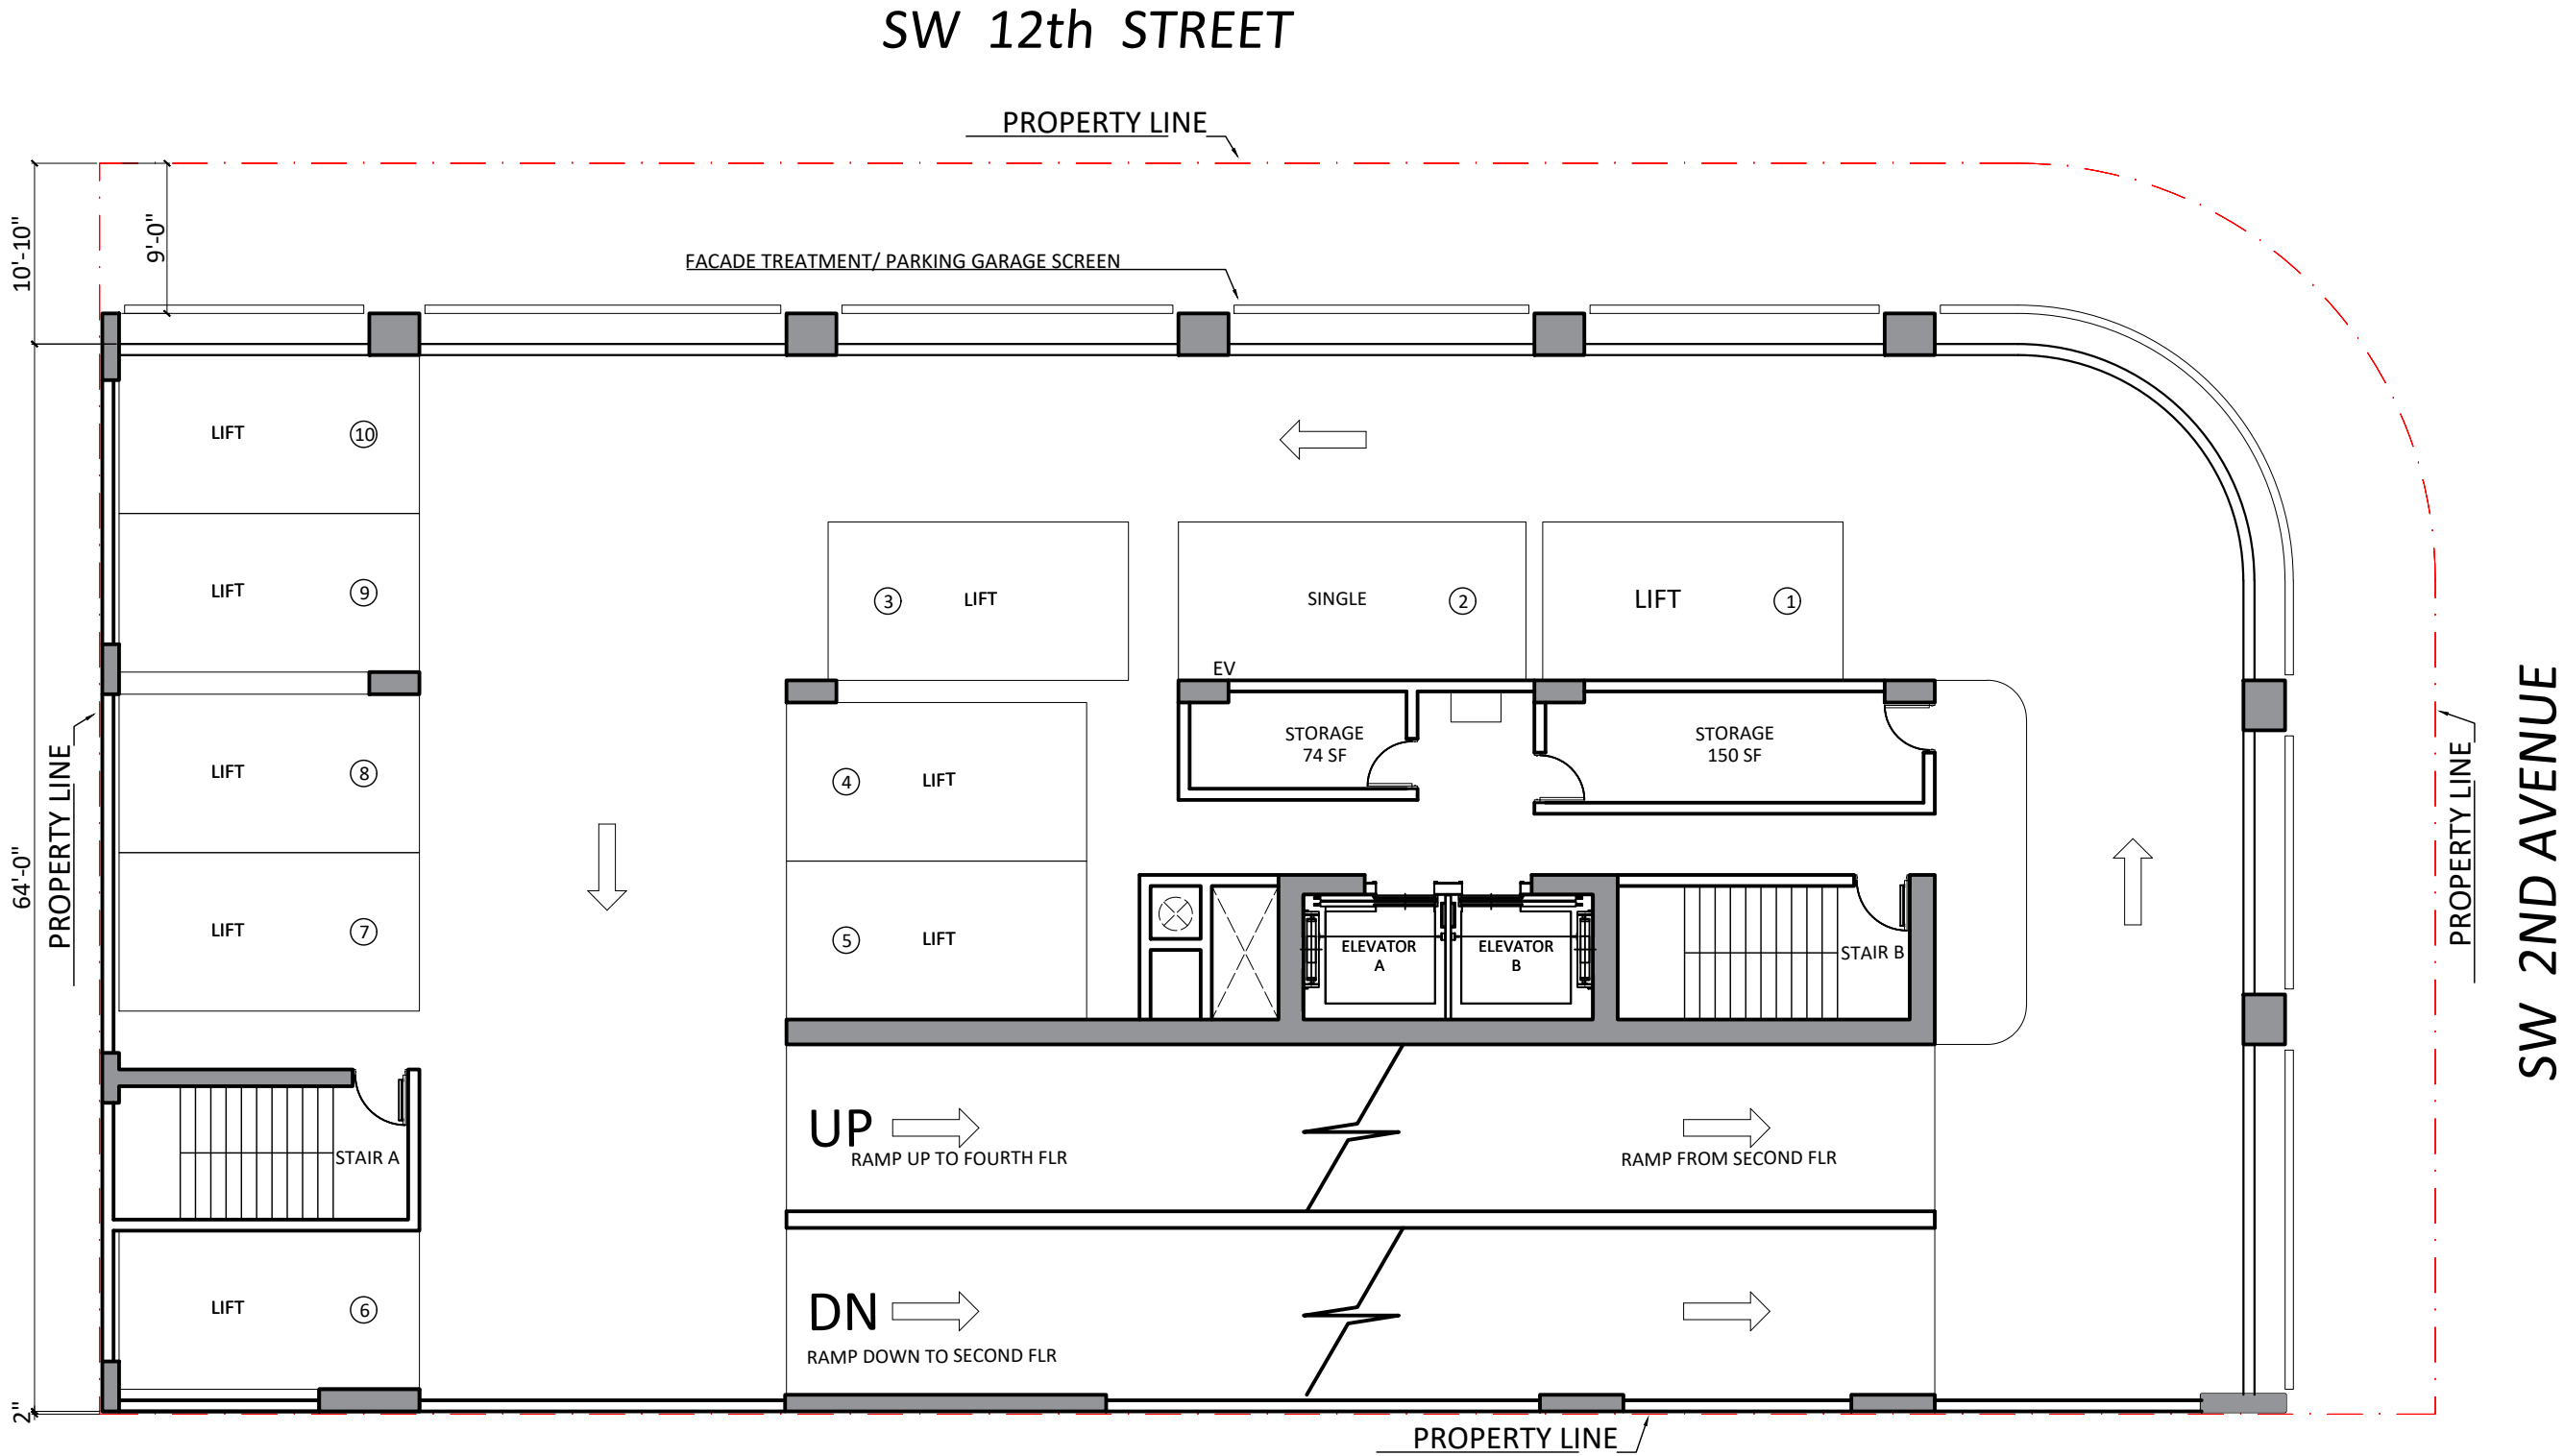 SW 12th STREET
PROPERTY LINE
10'-10"
9'-0"
FACADE TREATMENT/ PARKING GARAGE SCREEN
LIFT 10
LIFT 9
3 LIFT
SINGLE 2
LIFT 1
EV
STORAGE
74 SF
STORAGE
150 SF
PROPERTY LINE
64'-0"
LIFT 8
4 LIFT
LIFT 7
5 LIFT
ELEVATOR
A
ELEVATOR
B
STAIR B
PROPERTY LINE
SW 2ND AVENUE
STAIR A
UP
RAMP UP TO FOURTH FLR
RAMP FROM SECOND FLR
LIFT 6
DN
RAMP DOWN TO SECOND FLR
2"
PROPERTY LINE